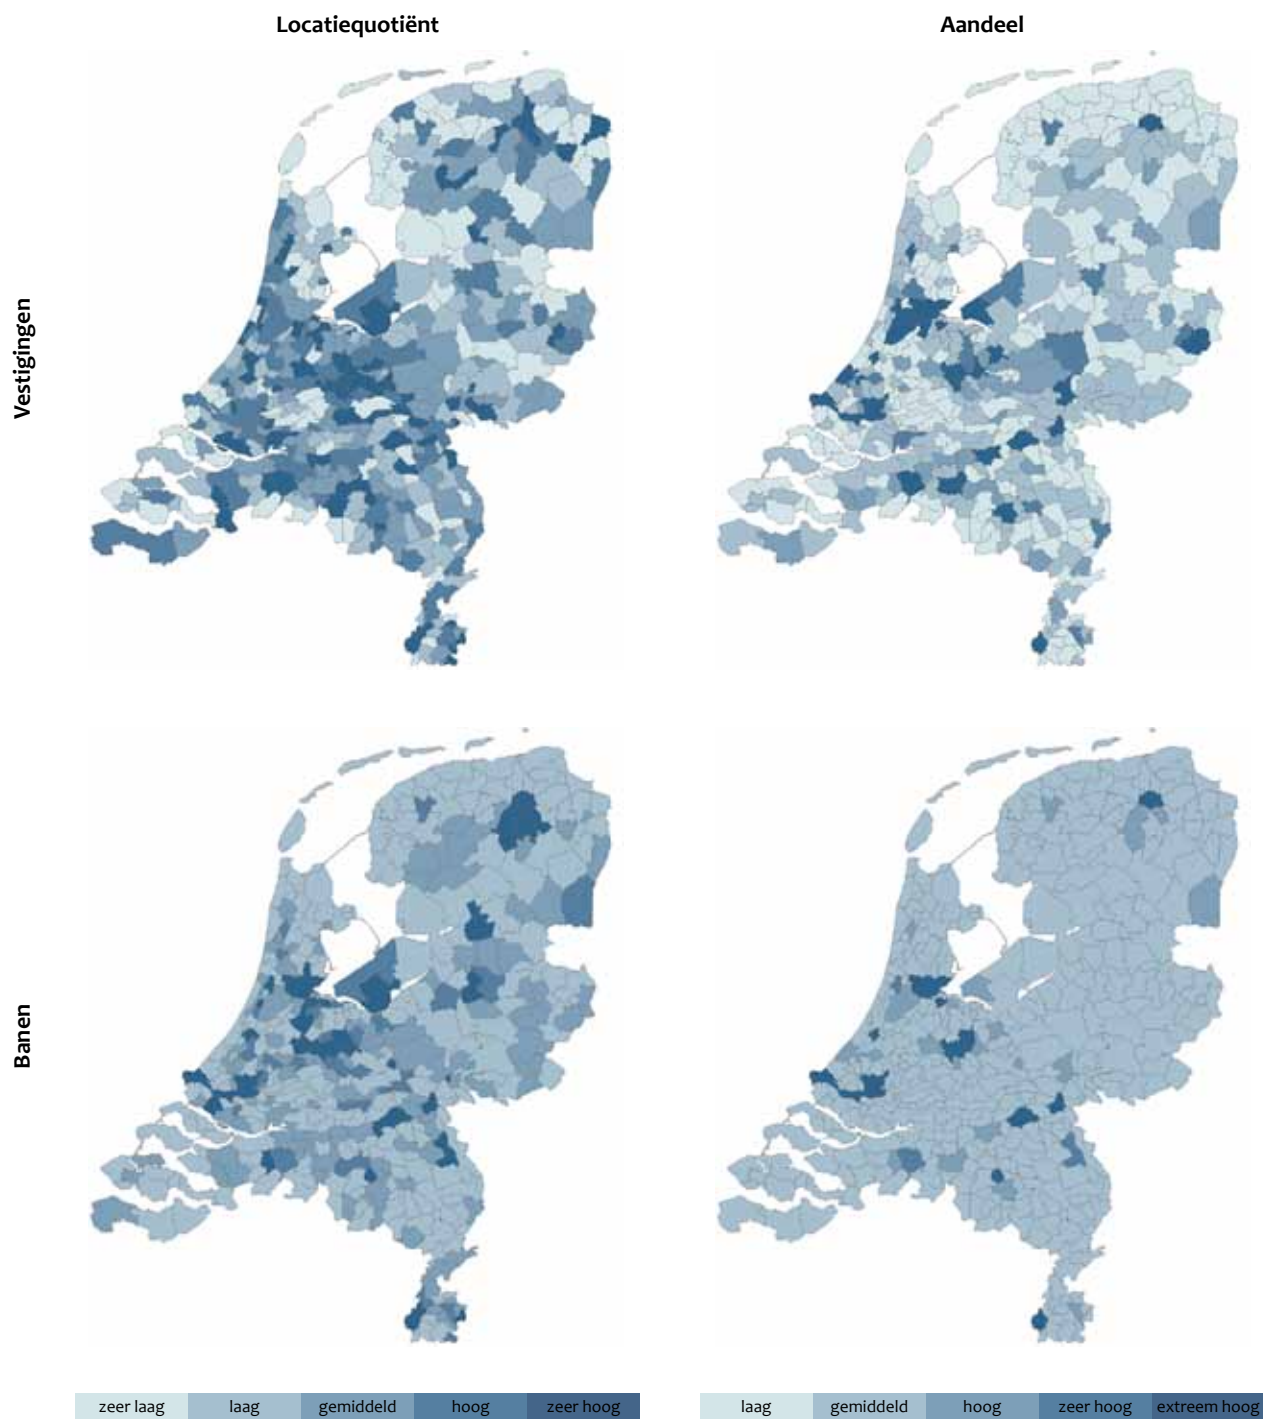 Locatiequotiënt
Aandeel
Vestigingen
Banen
zeer laag laag gemiddeld hoog zeer hoog
laag gemiddeld hoog zeer hoog extreem hoog